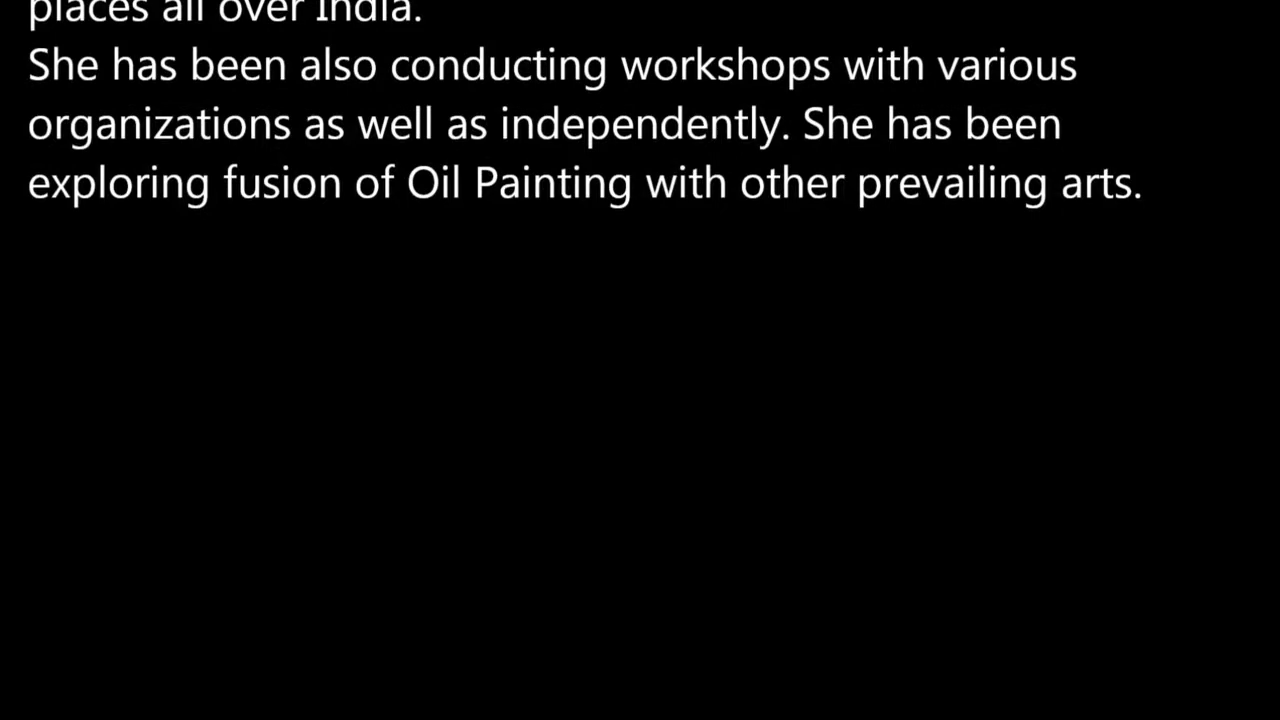 places all over India.
She has been also conducting workshops with various
organizations as well as independently. She has been
exploring fusion of Oil Painting with other prevailing arts.